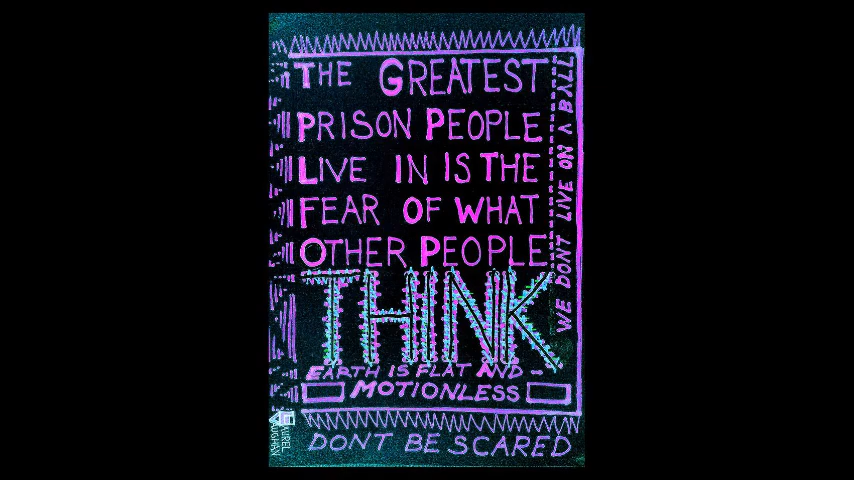 THE GREATEST
PRISON PEOPLE
LIVE IN IS THE
FEAR OF WHAT
OTHER PEOPLE
THINK
EARTH IS FLAT AND -
MOTIONLESS
DONT BE SCARED
WE DONT LIVE ON A BALL